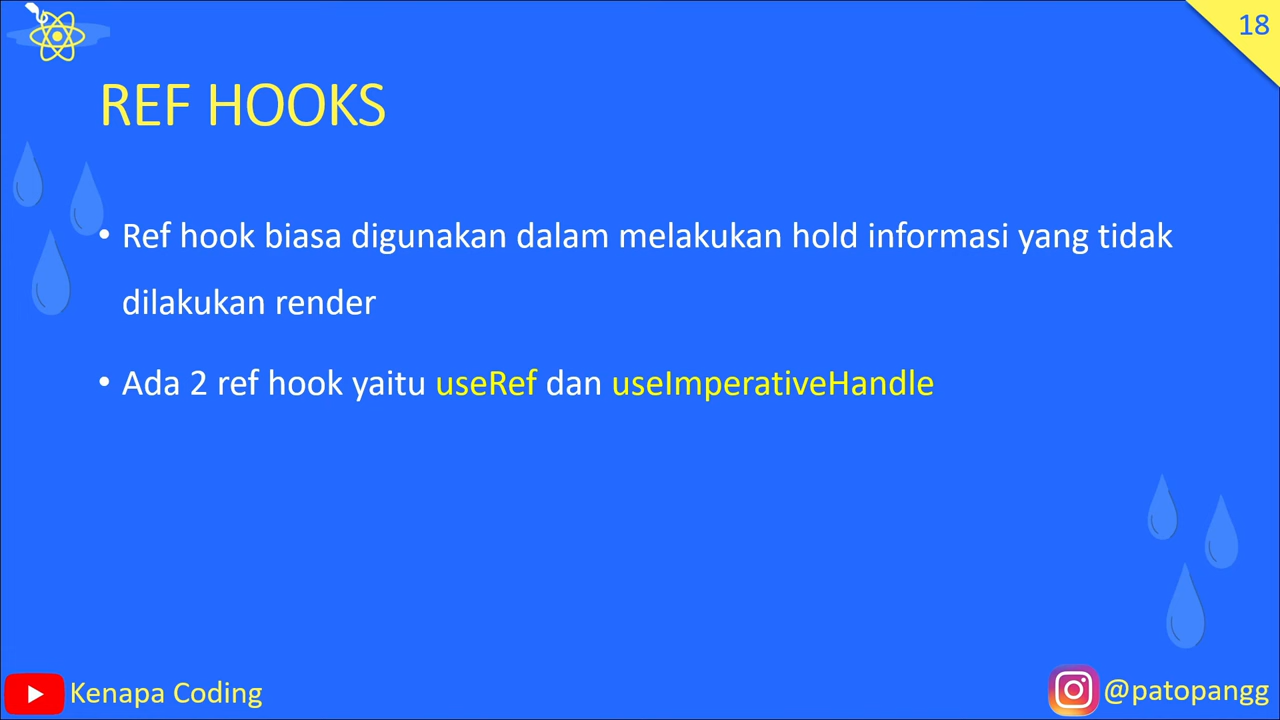 18
REF HOOKS
• Ref hook biasa digunakan dalam melakukan hold informasi yang tidak
dilakukan render
• Ada 2 ref hook yaitu useRef dan useImperativeHandle
Kenapa Coding
@patopangg